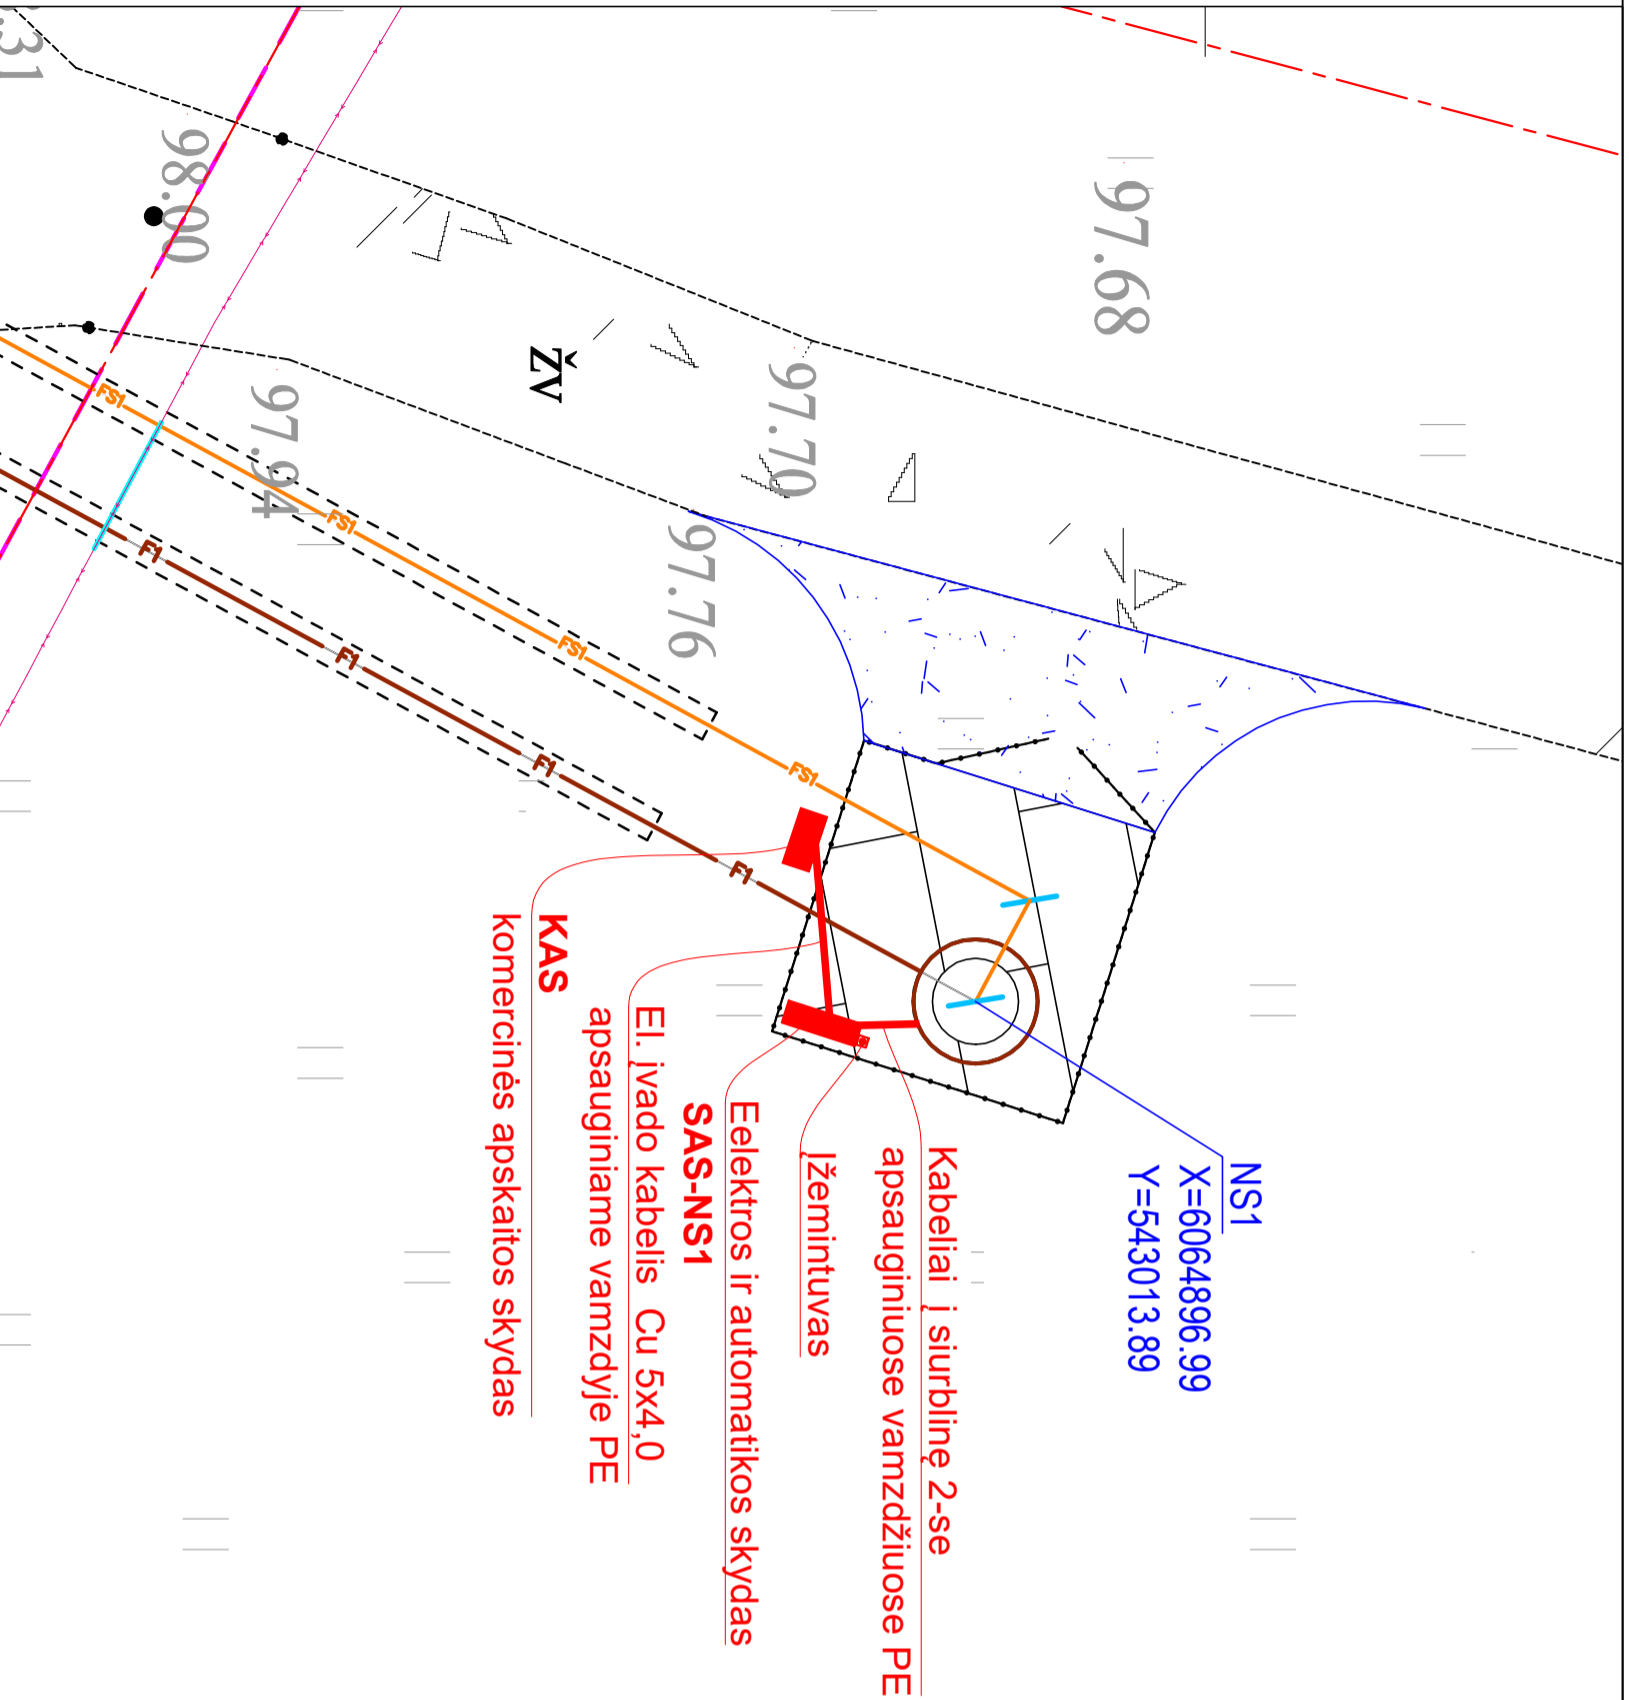 98.00
97.68
97.70
97.94
97.76
Žv
FS1
FS1
FS1
FS1
F1
F1
F1
F1
NS1
X=6064896.99
Y=543013.89
Kabeliai į siurblinę 2-se
apsauginiuose vamzdžiuose PE
Įžemintuvas
Eelektros ir automatikos skydas
SAS-NS1
El. įvado kabelis Cu 5x4,0
apsauginiame vamzdyje PE
KAS
komercinės apskaitos skydas